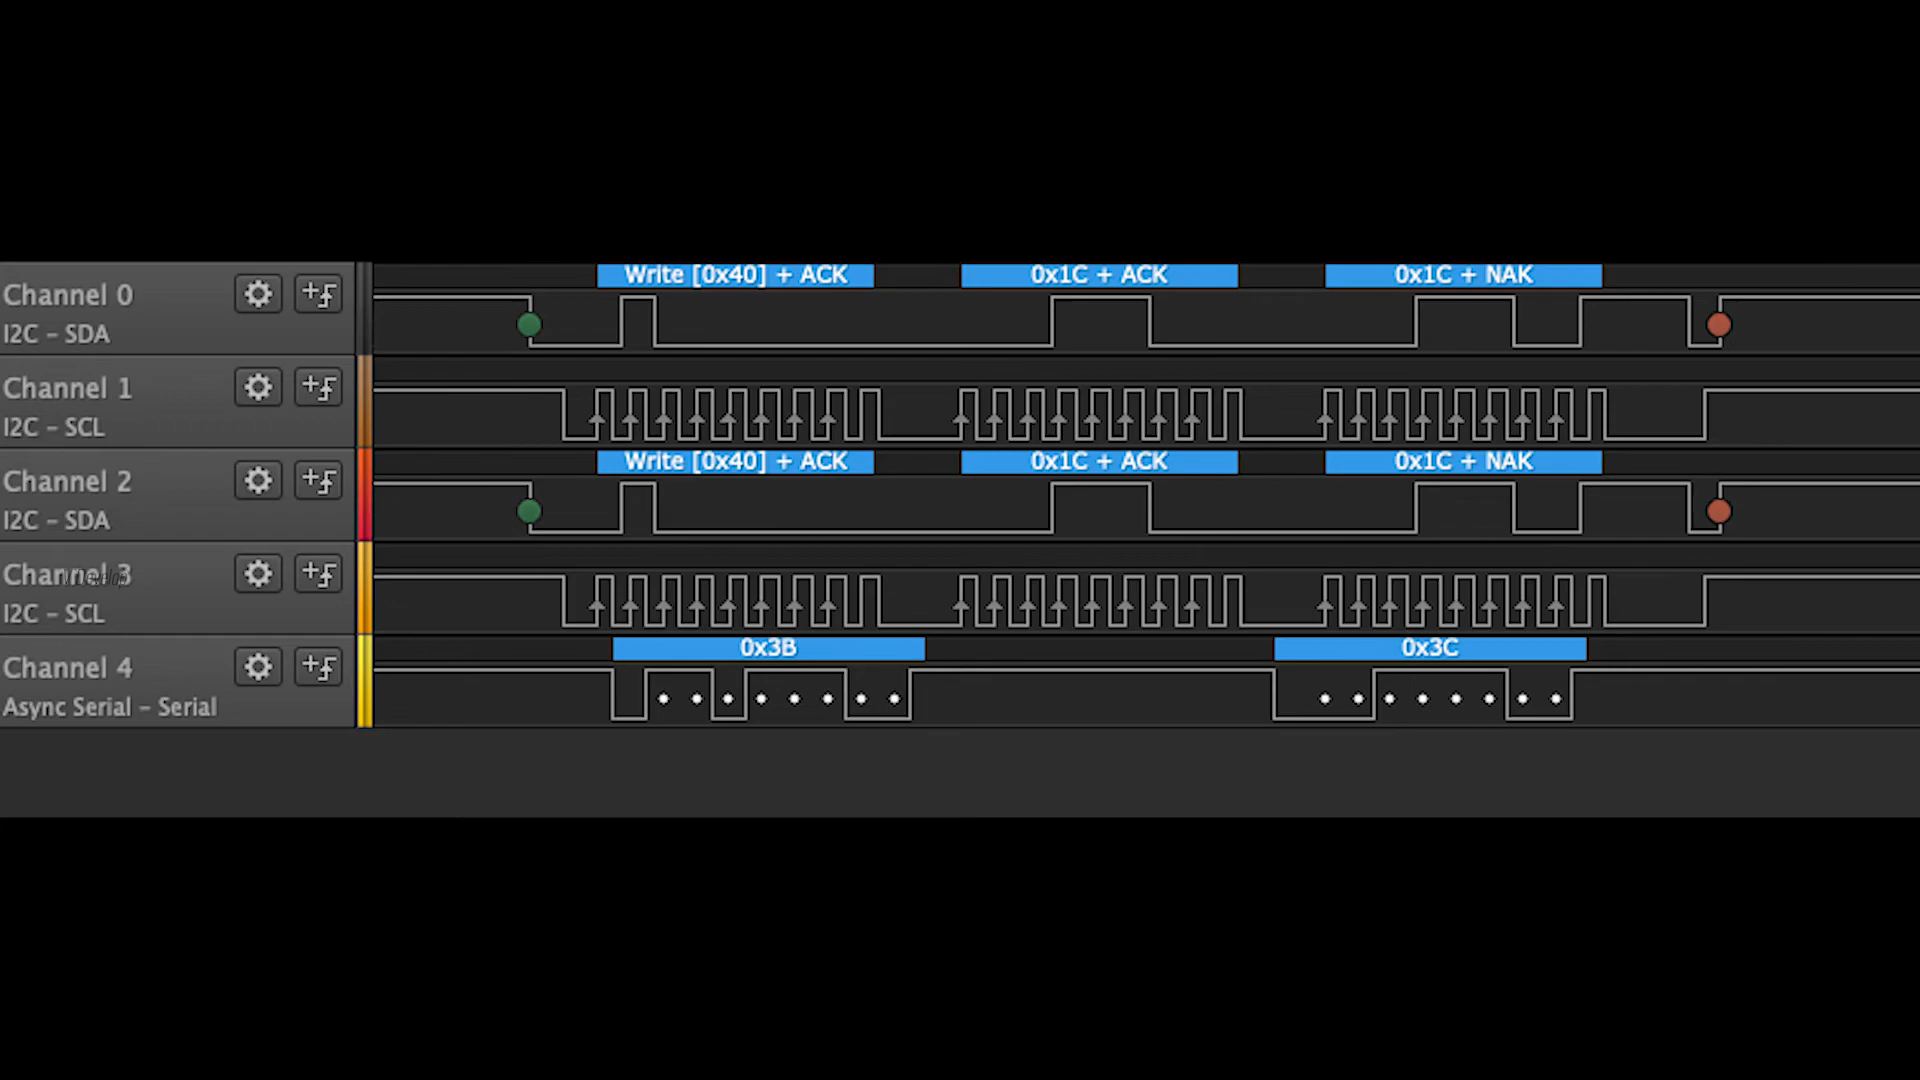 Write [0x40] + ACK 0x1C + ACK 0x1C + NAK
Channel 0
I2C - SDA
Channel 1
I2C - SCL
Write [0x40] + ACK 0x1C + ACK 0x1C + NAK
Channel 2
I2C - SDA
Channel 3
I2C - SCL
0x3B 0x3C
Channel 4
Async Serial - Serial